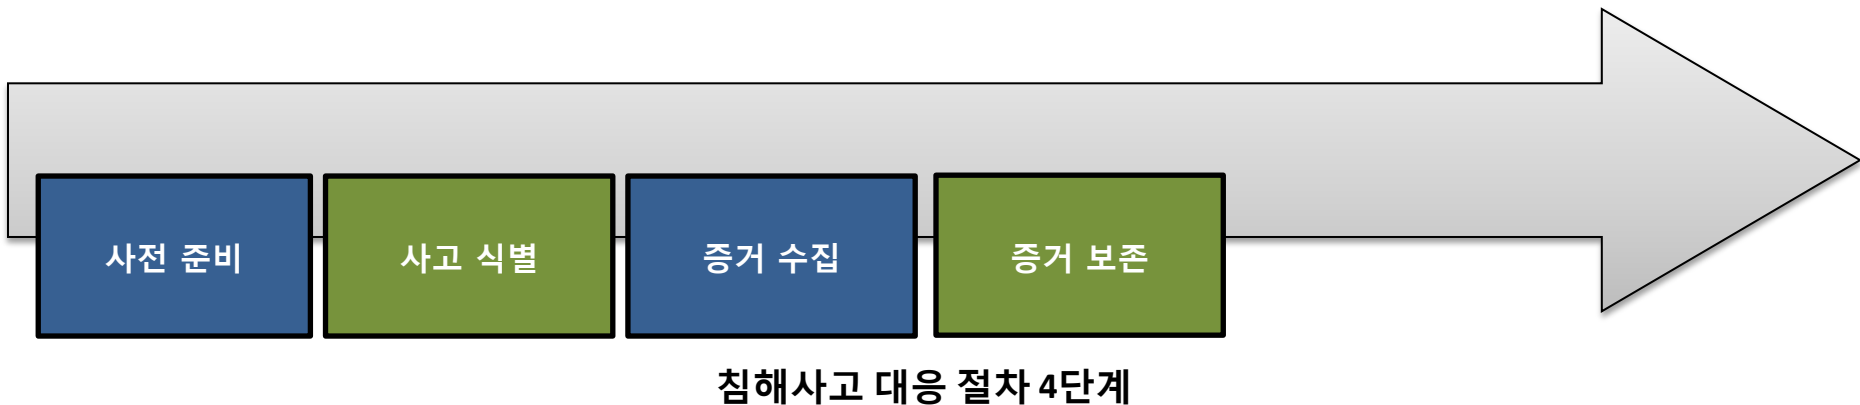 사전 준비
사고 식별
증거 수집
증거 보존
침해사고 대응 절차 4단계